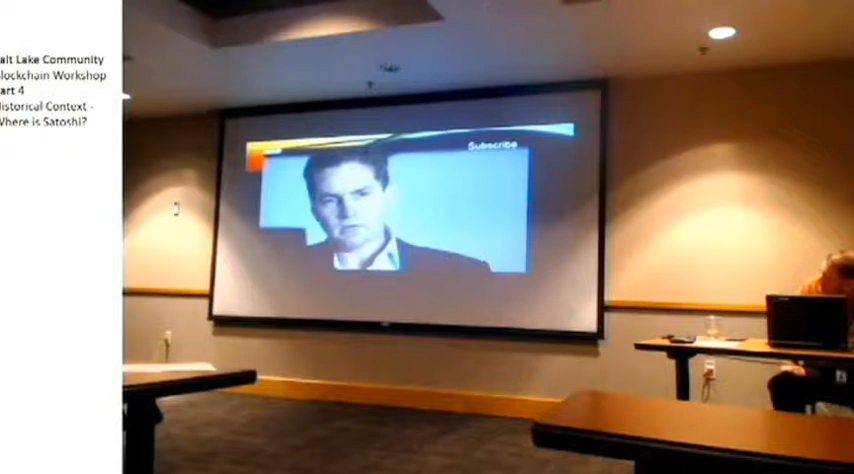 alt Lake Community
lockchain Workshop
art 4
istorical Context -
Where is Satoshi?
Subscribe